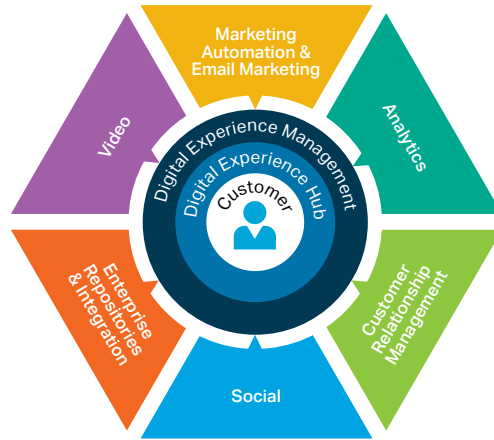 Marketing
Automation &
Email Marketing
Video
Analytics
Digital Experience Management
Digital Experience Hub
Customer
Enterprise
Repositories
& Integration
Customer
Relationship
Management
Social